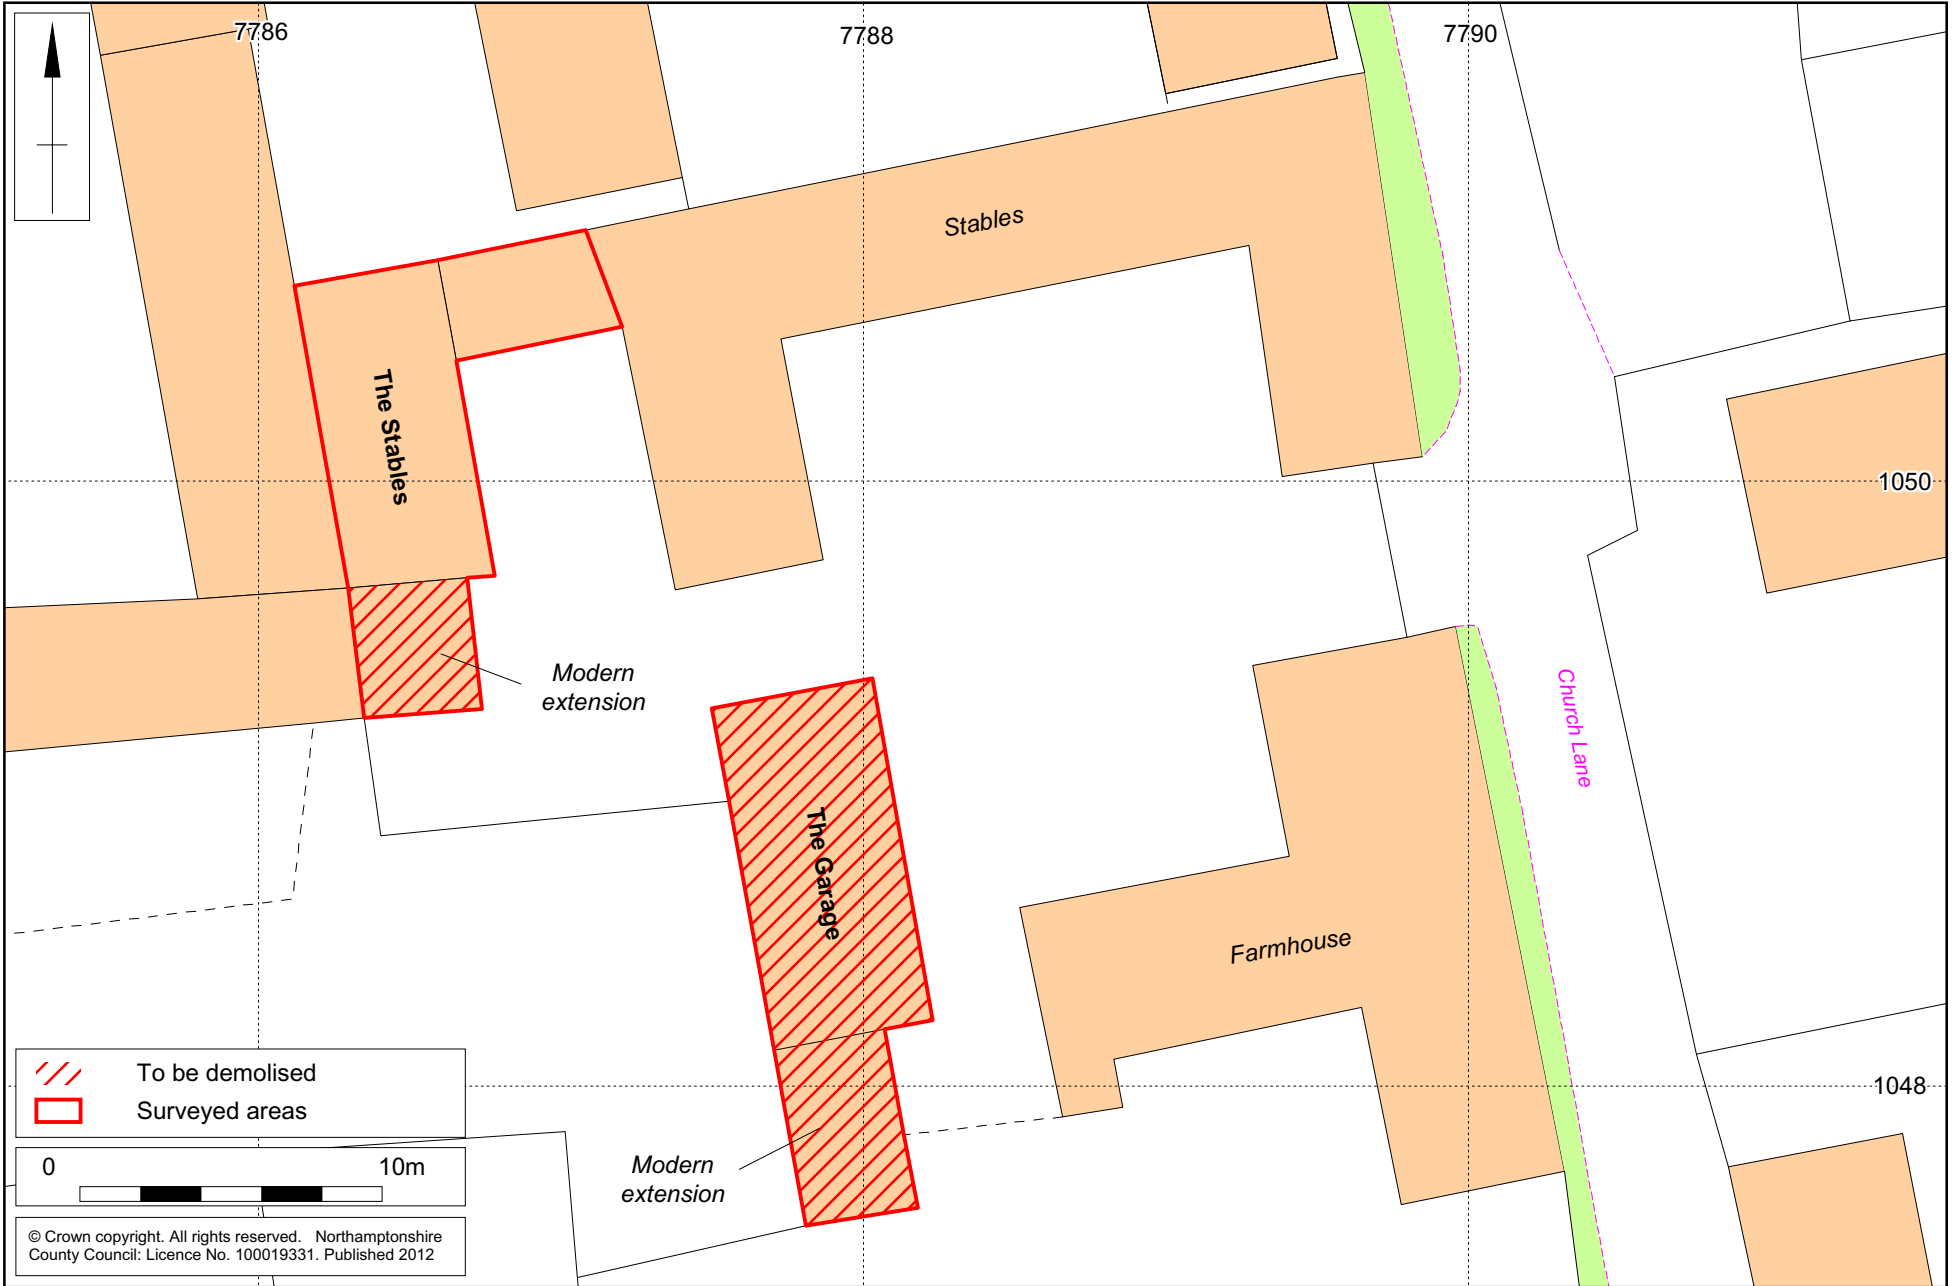 7786
7788
7790
Stables
The Stables
1050
Modern
extension
Church Lane
The Garage
Farmhouse
To be demolised
Surveyed areas
1048
0 10m
Modern
extension
© Crown copyright. All rights reserved. Northamptonshire
County Council: Licence No. 100019331. Published 2012